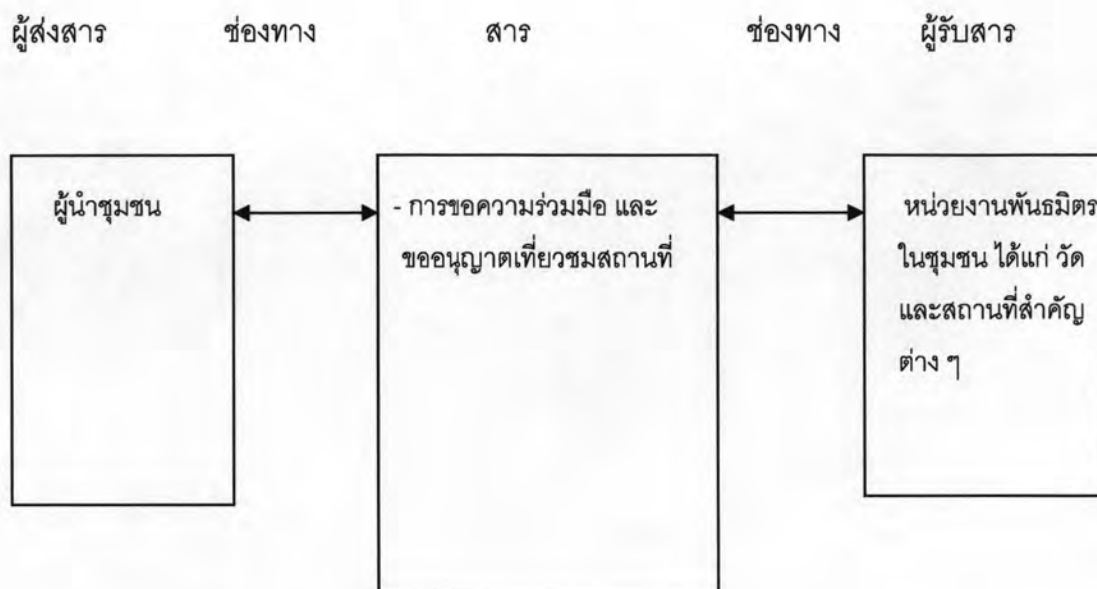 ผู้ส่งสาร ช่องทาง สาร ช่องทาง ผู้รับสาร
ผู้นำชุมชน
- การขอความร่วมมือ และ
ขออนุญาตเที่ยวชมสถานที่
หน่วยงานพันธมิตร
ในชุมชน ได้แก่ วัด
และสถานที่สำคัญ
ต่าง ๆ